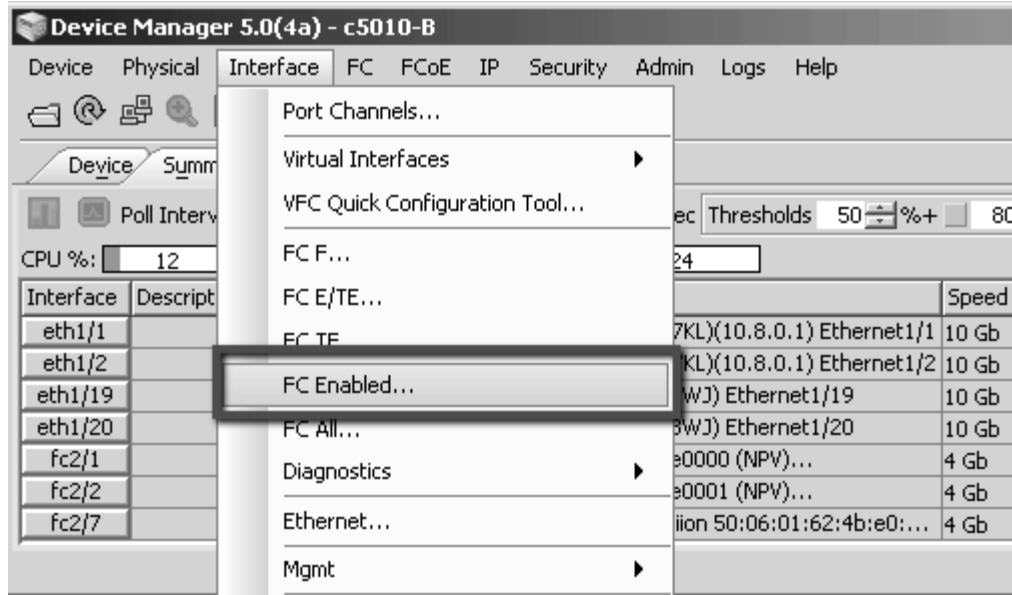 Device Manager 5.0(4a) - c5010-B
Device Physical Interface FC FCoE IP Security Admin Logs Help
Port Channels...
Device Summ
Virtual Interfaces
Poll Interv
VFC Quick Configuration Tool...
ec Thresholds 50 %+ 80
CPU %: 12
FC F...
24
Interface Descript
FC E/TE...
Speed
eth1/1
FC TF
7KL)(10.8.0.1) Ethernet1/1 10 Gb
eth1/2
KL)(10.8.0.1) Ethernet1/2 10 Gb
FC Enabled...
eth1/19
WJ) Ethernet1/19 10 Gb
eth1/20
FC All...
3WJ) Ethernet1/20 10 Gb
fc2/1
Diagnostics
e0000 (NPV)... 4 Gb
fc2/2
e0001 (NPV)... 4 Gb
fc2/7
Ethernet...
iion 50:06:01:62:4b:e0:... 4 Gb
Mgmt